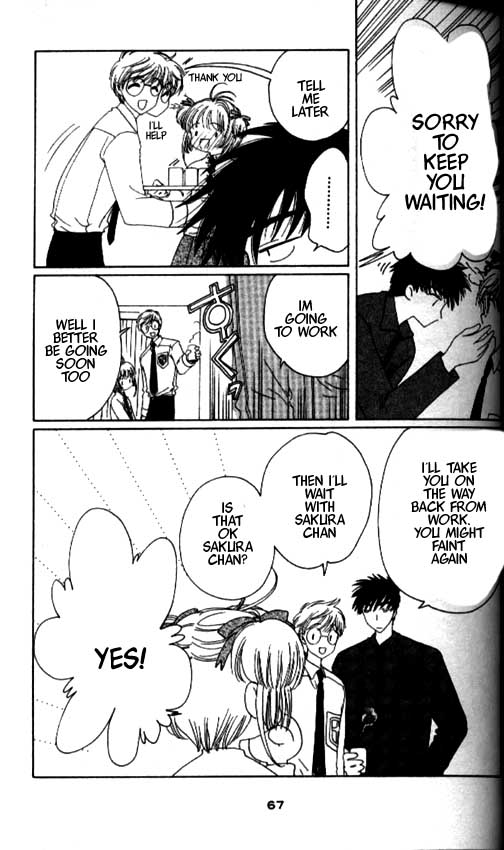 SORRY
TO
KEEP
YOU
WAITING!
TELL
ME
LATER
THANK YOU
I'LL
HELP
.........
IM
GOING
TO WORK
WELL I
BETTER
BE GOING
SOON
TOO
I'LL TAKE
YOU ON
THE WAY
BACK FROM
WORK.
YOU MIGHT
FAINT
AGAIN
THEN I'LL
WAIT
WITH
SAKURA
CHAN
IS
THAT
OK
SAKURA
CHAN?
YES!
67